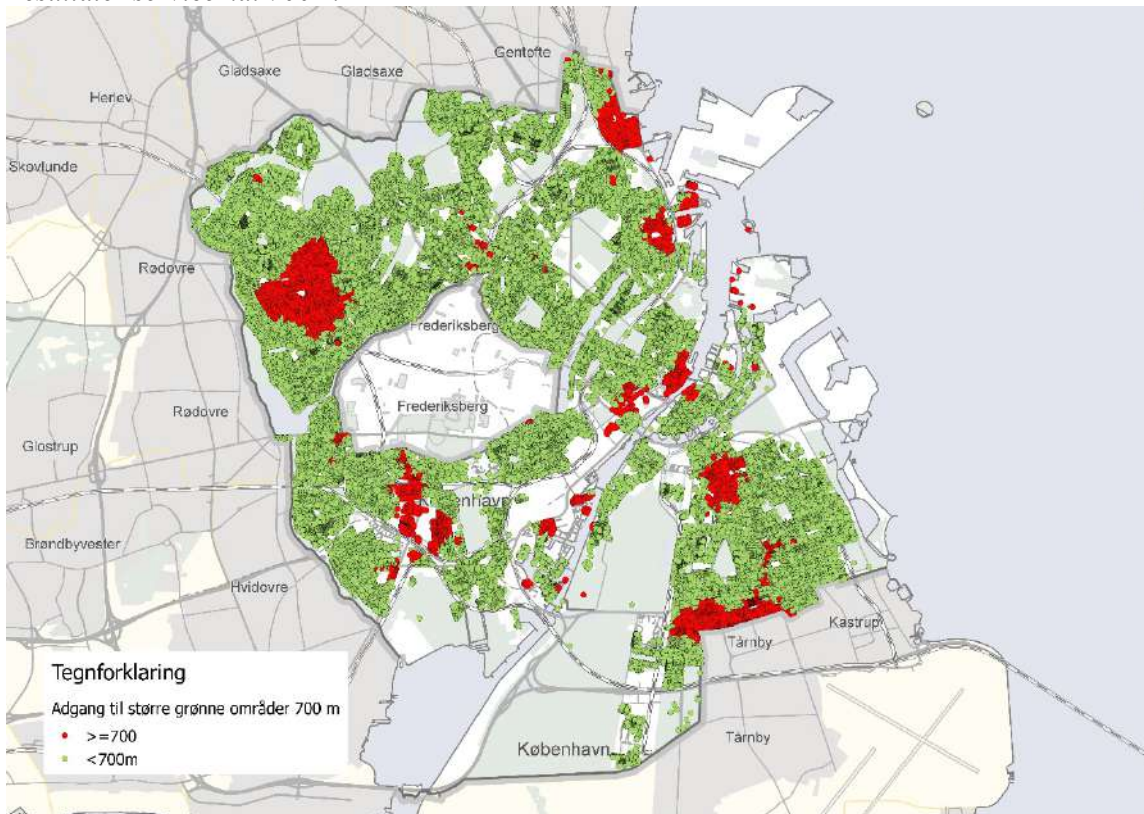 Gentofte
Gladsaxe
Gladsaxe
Herlev
Skovlunde
Rødovre
Frederiksberg
Frederiksberg
Rødovre
Glostrup
København
Brøndbyvester
Hvidovre
Kastrup
Tårnby
Tårnby
København
Tegnforklaring
Adgang til større grønne områder 700 m
>=700
<700m